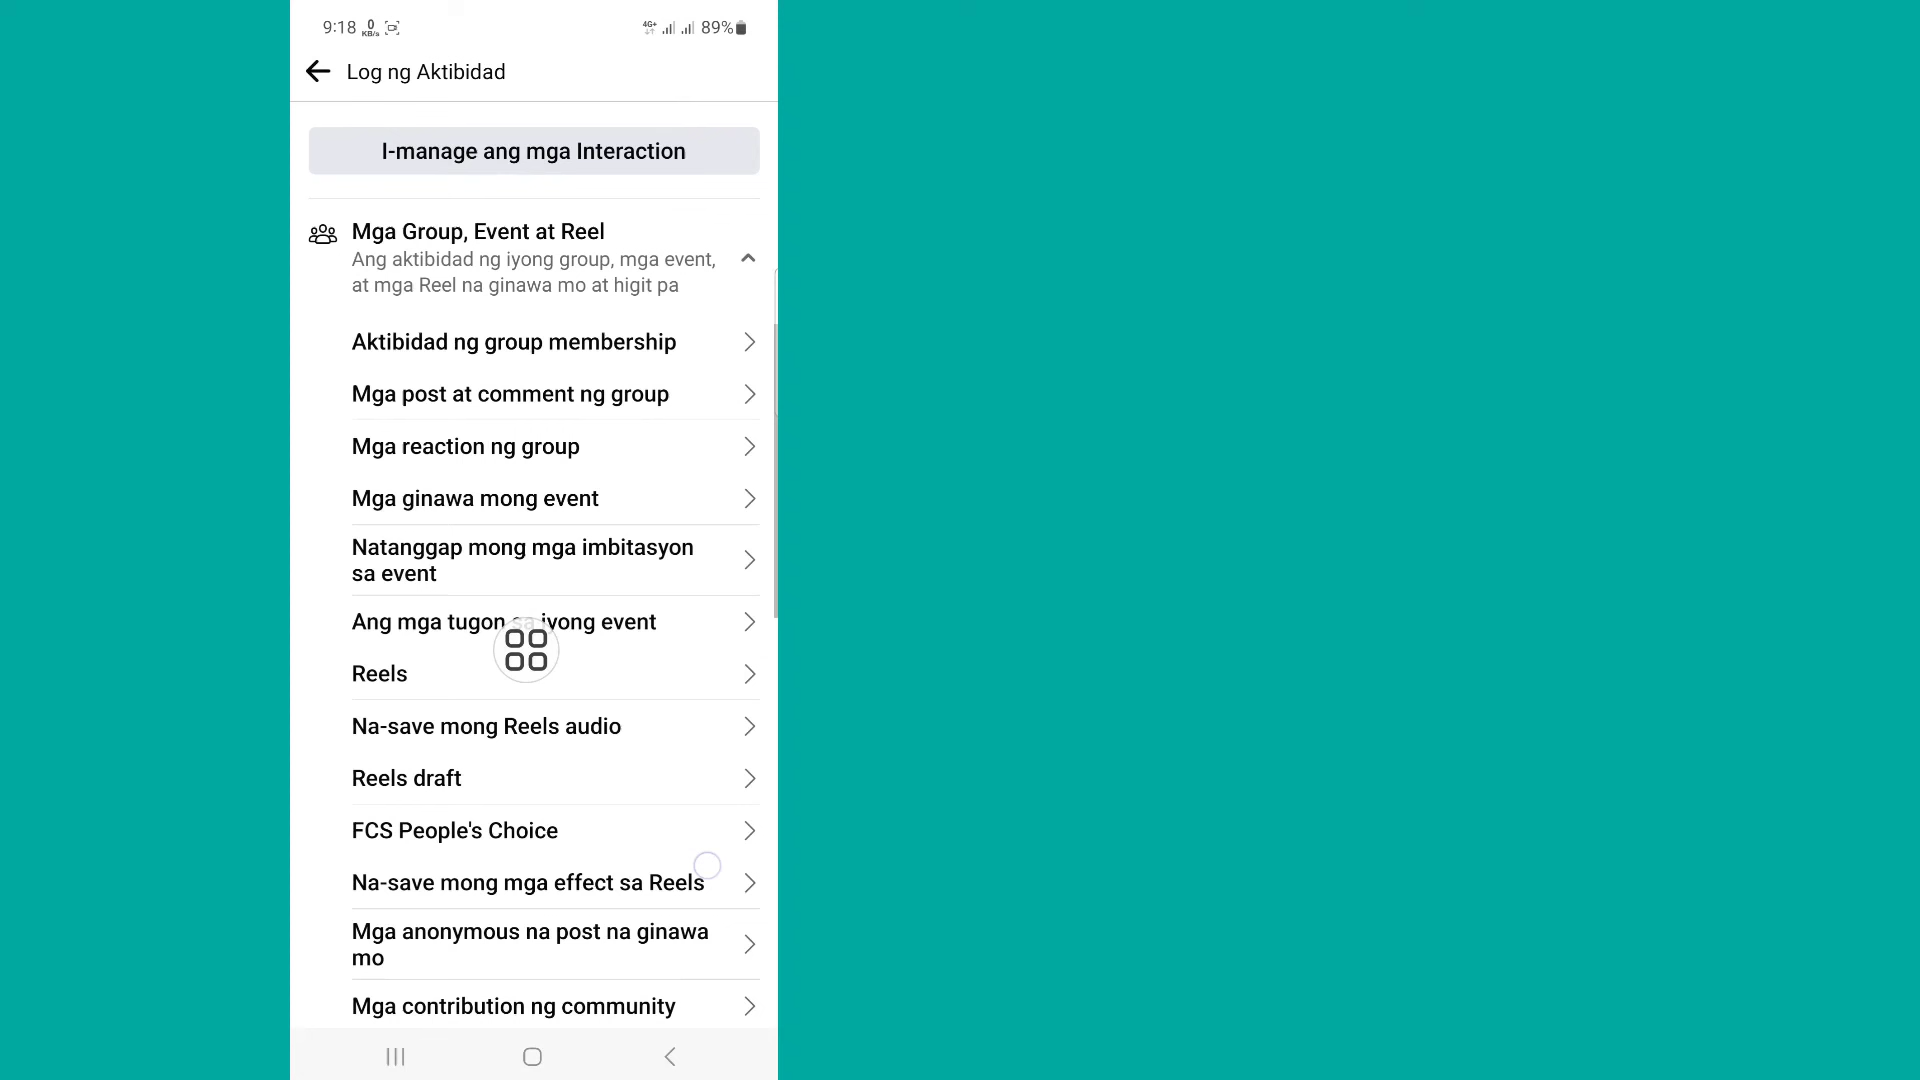 9:18 0 KB/s 4G+ 89%
Log ng Aktibidad
I-manage ang mga Interaction
Mga Group, Event at Reel
Ang aktibidad ng iyong group, mga event,
at mga Reel na ginawa mo at higit pa
Aktibidad ng group membership
Mga post at comment ng group
Mga reaction ng group
Mga ginawa mong event
Natanggap mong mga imbitasyon
sa event
Ang mga tugon sa iyong event
Reels
Na-save mong Reels audio
Reels draft
FCS People's Choice
Na-save mong mga effect sa Reels
Mga anonymous na post na ginawa
mo
Mga contribution ng community